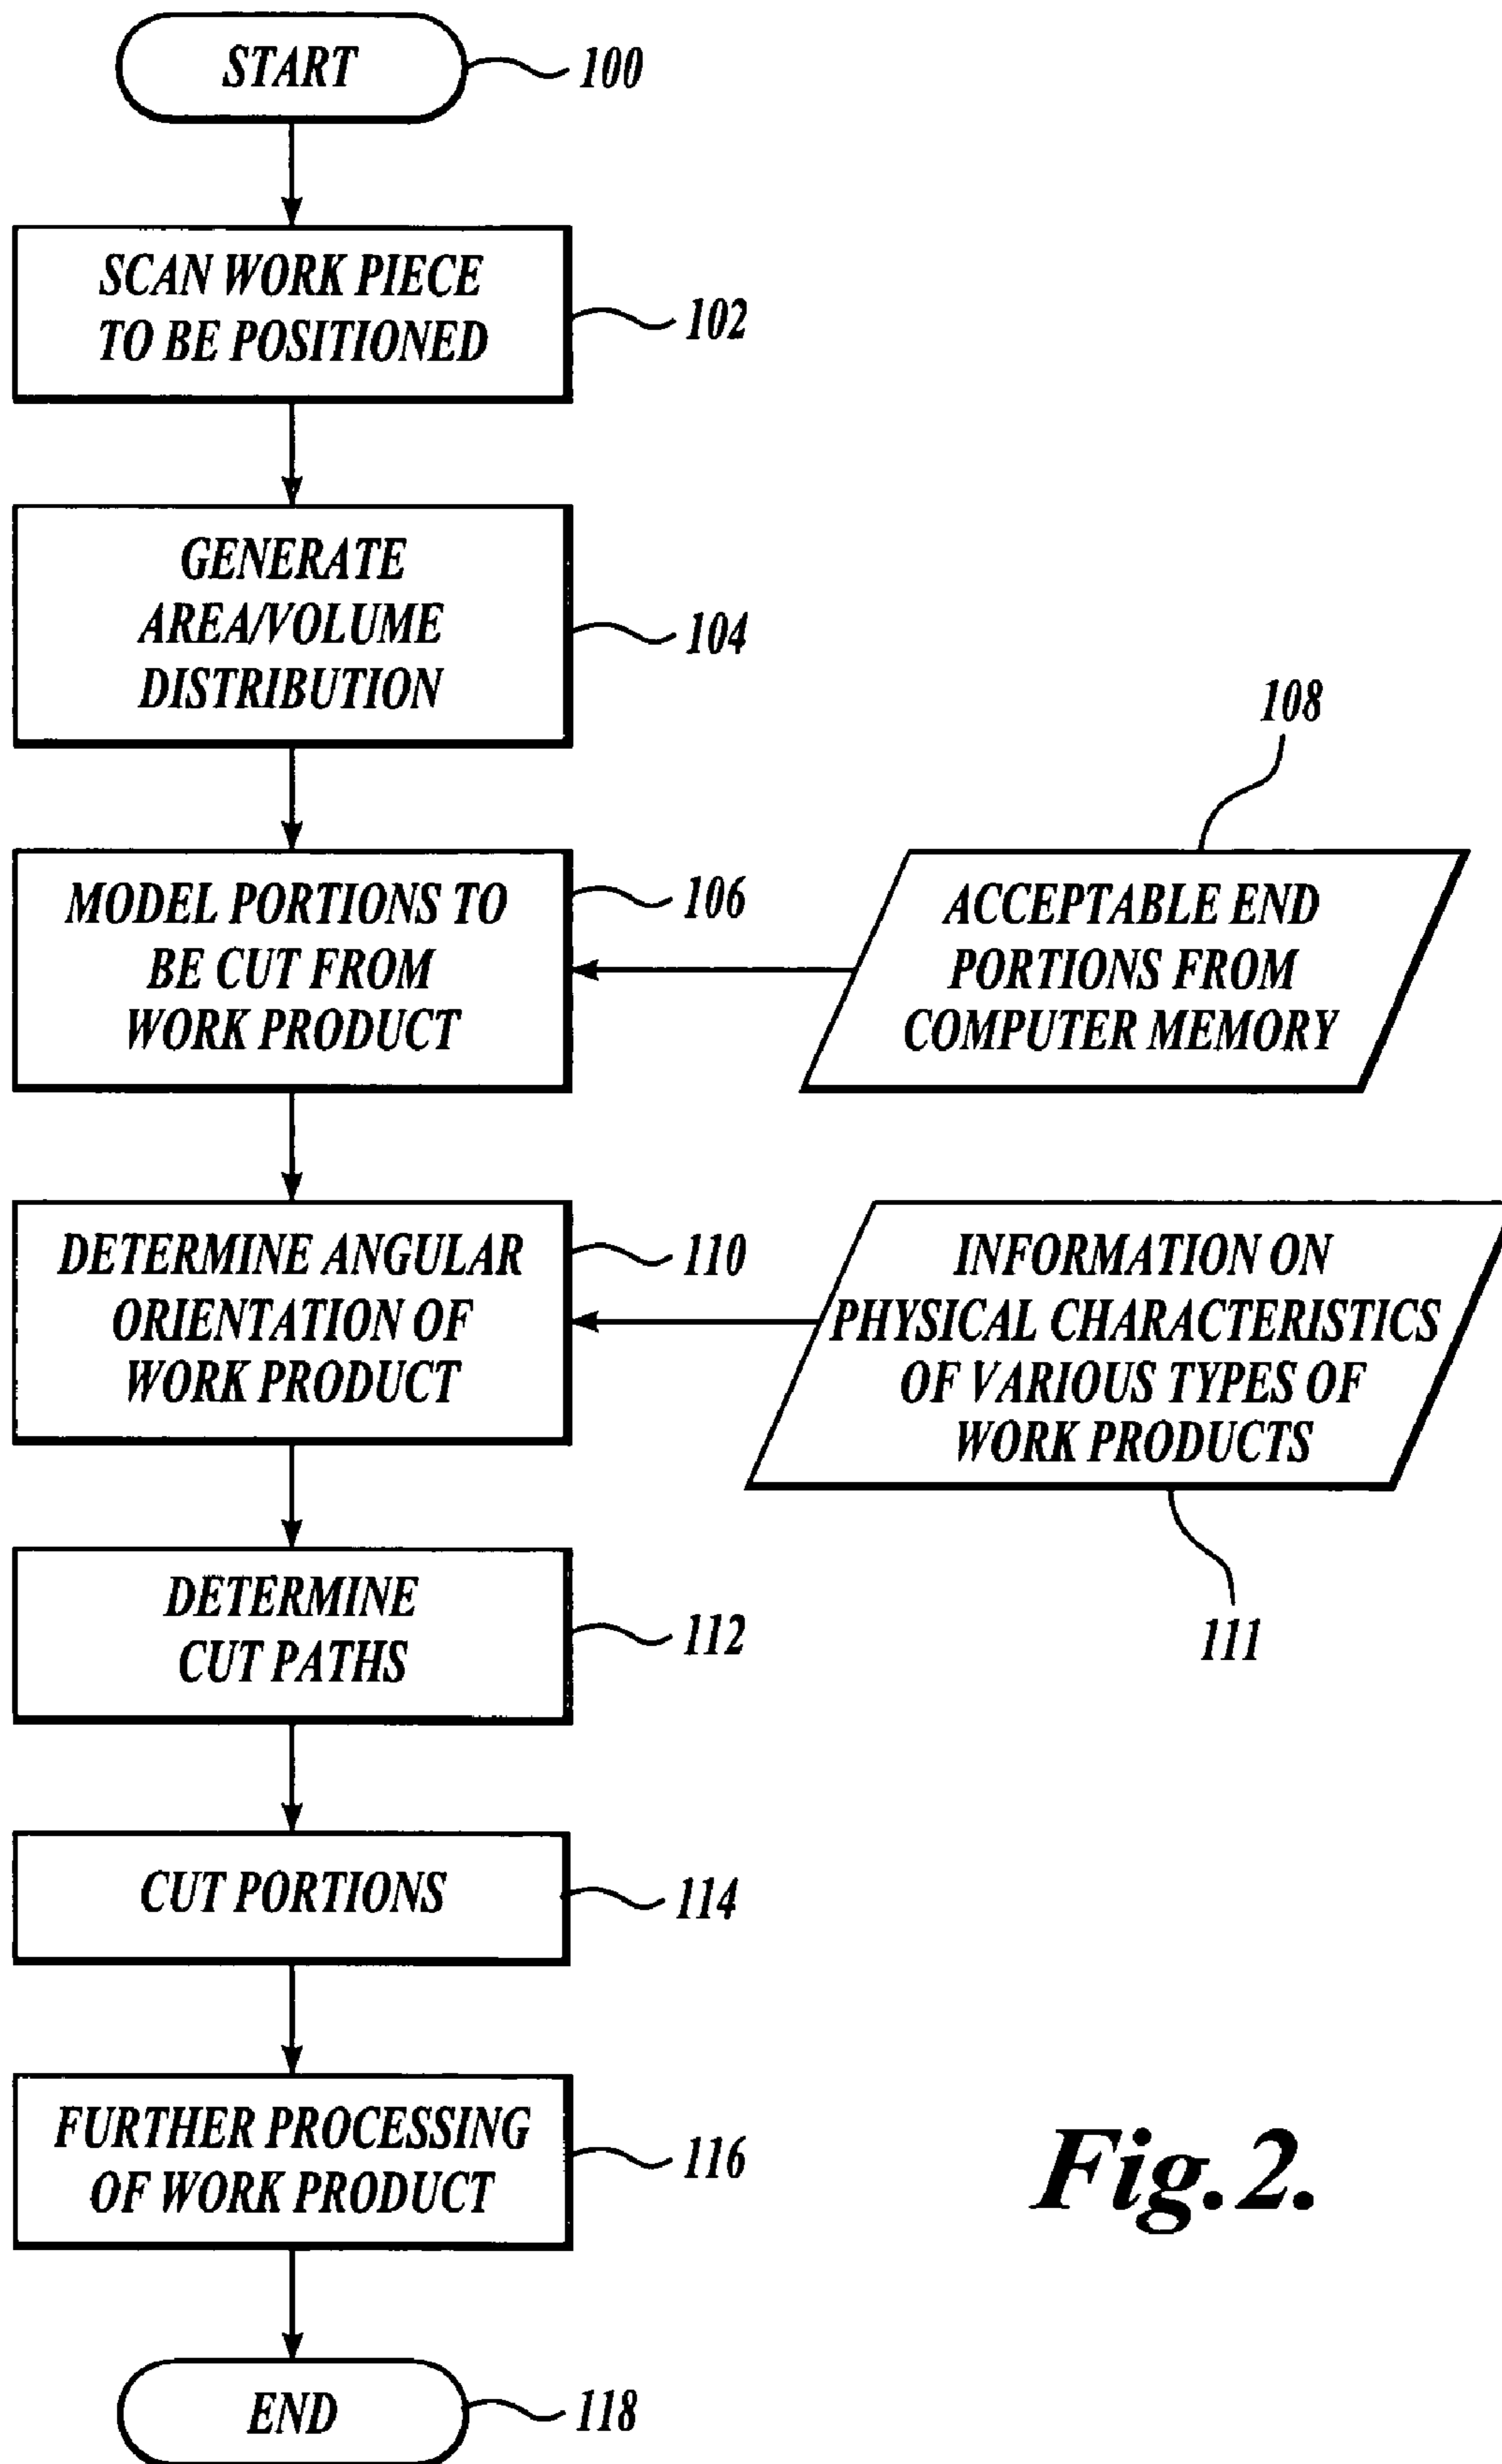 START
100
SCAN WORK PIECE
TO BE POSITIONED
102
GENERATE
AREA/VOLUME
DISTRIBUTION
104
MODEL PORTIONS TO
BE CUT FROM
WORK PRODUCT
106
108
ACCEPTABLE END
PORTIONS FROM
COMPUTER MEMORY
DETERMINE ANGULAR
ORIENTATION OF
WORK PRODUCT
110
INFORMATION ON
PHYSICAL CHARACTERISTICS
OF VARIOUS TYPES OF
WORK PRODUCTS
111
DETERMINE
CUT PATHS
112
CUT PORTIONS
114
FURTHER PROCESSING
OF WORK PRODUCT
116
END
118
Fig.2.